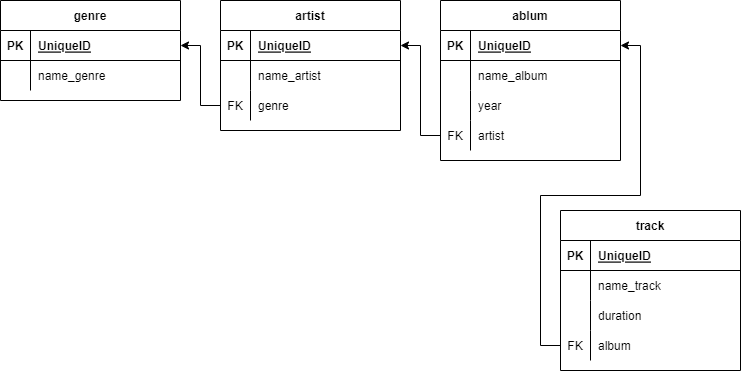 genre
PK UniqueID
name_genre
artist
PK UniqueID
name_artist
FK genre
ablum
PK UniqueID
name_album
year
FK artist
track
PK UniqueID
name_track
duration
FK album